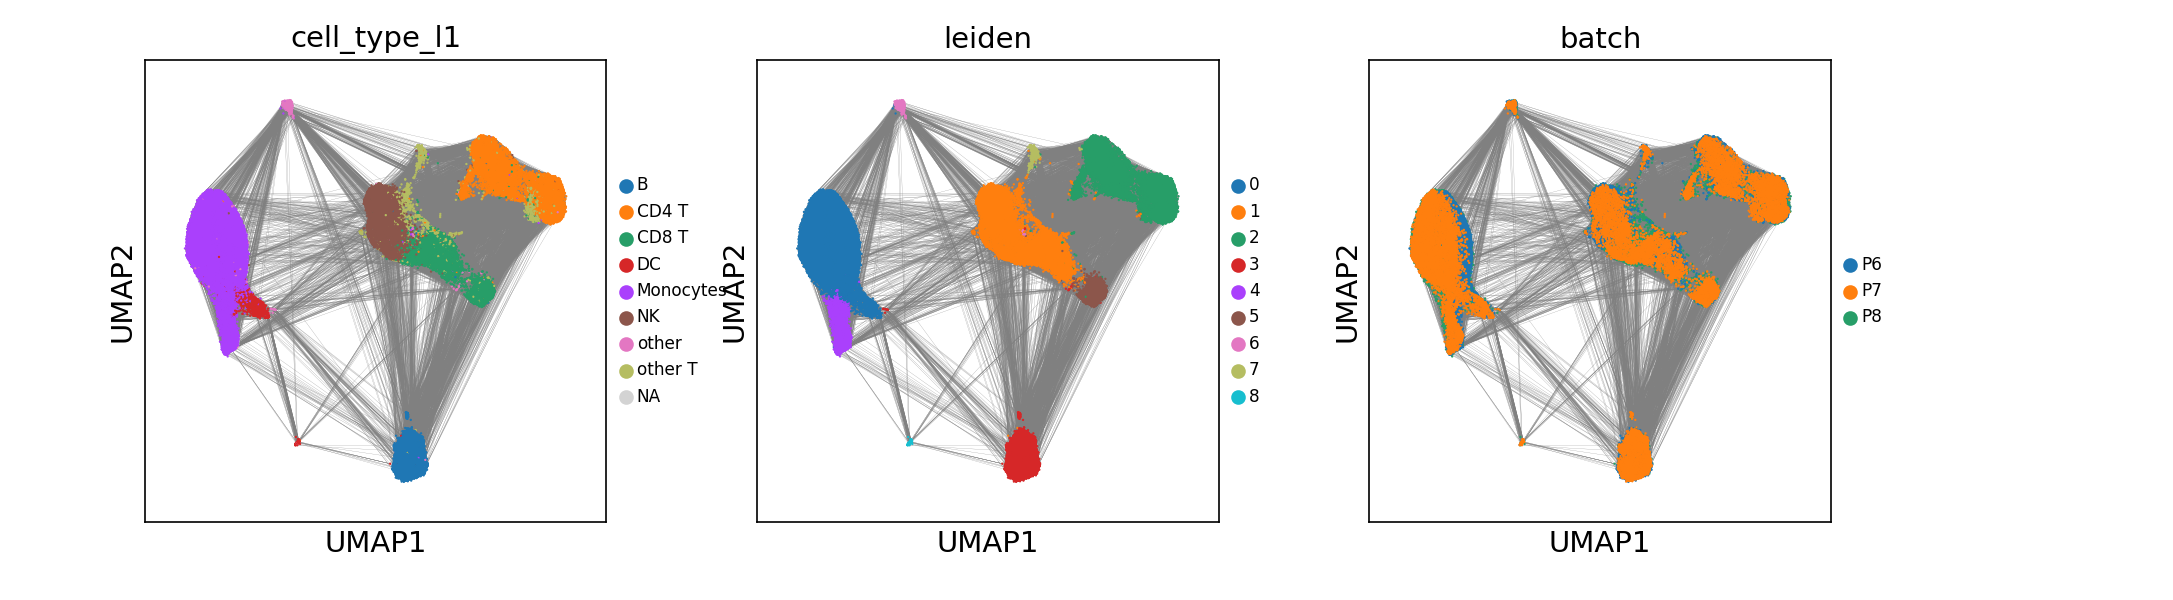 cell_type_l1
UMAP2
UMAP1
B
CD4 T
CD8 T
DC
Monocytes
NK
other
other T
NA
leiden
UMAP2
UMAP1
0
1
2
3
4
5
6
7
8
batch
UMAP2
UMAP1
P6
P7
P8